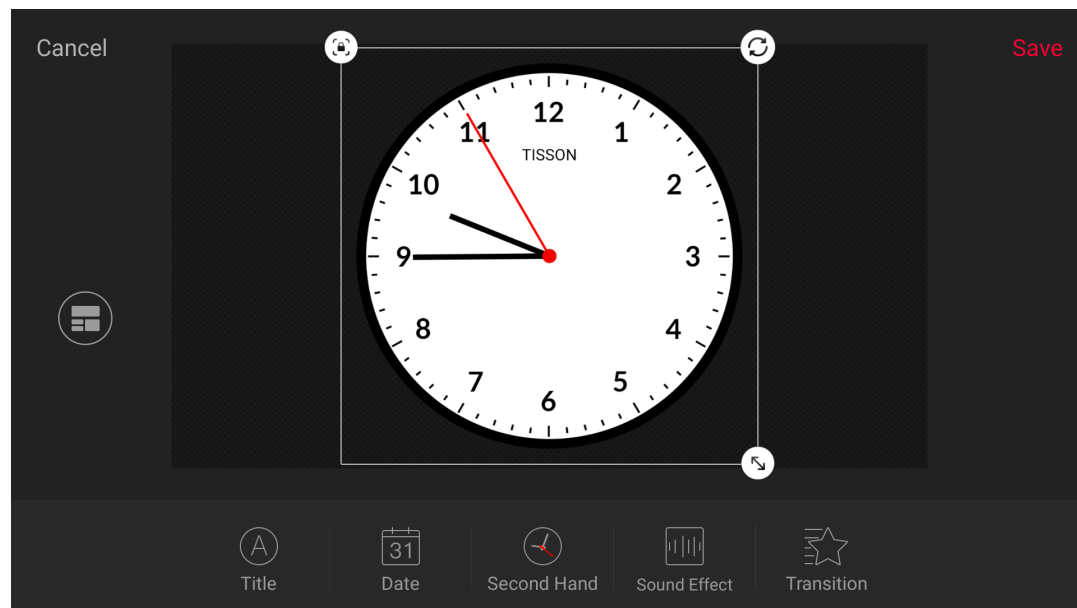 Cancel
Save
12
11
1
TISSON
10
2
9
3
8
4
7
5
6
A
31
Title
Date
Second Hand
Sound Effect
Transition